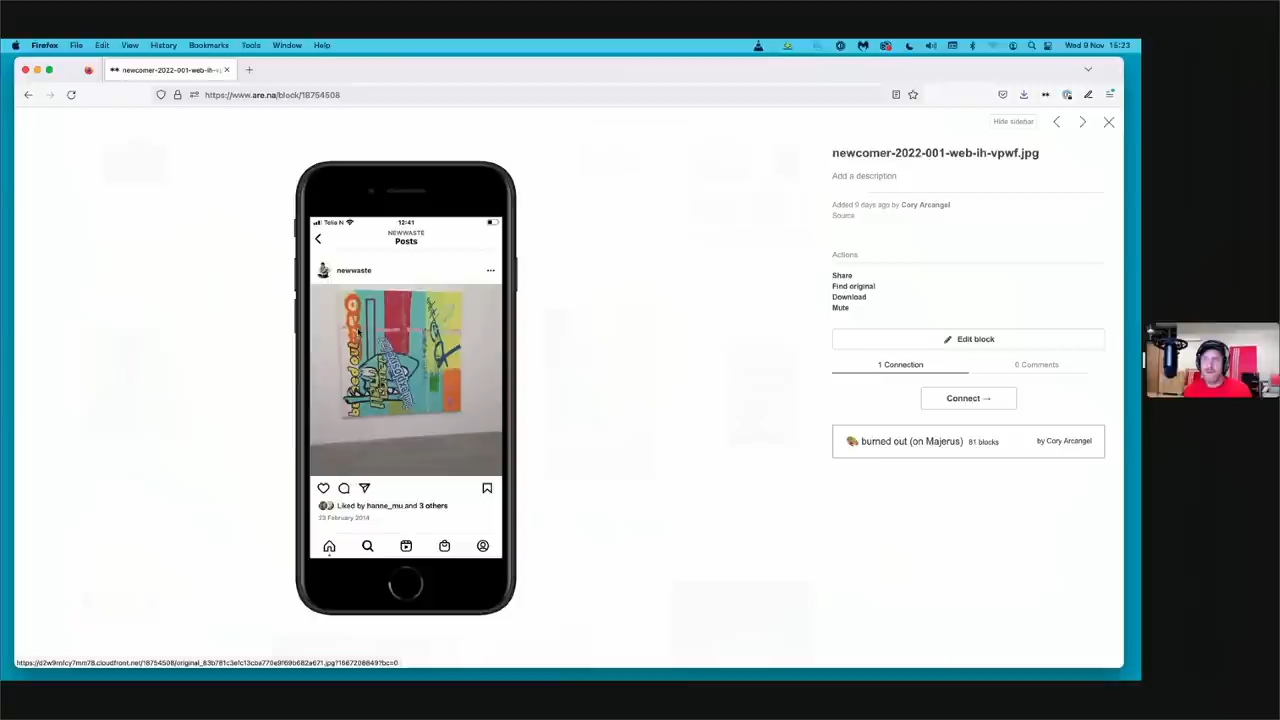 Firefox File Edit View History Bookmarks Tools Window Help Wed 9 Nov 15:23
newcomer-2022-001-web-ih-v
https://www.are.na/block/18754508
Hide sidebar
newcomer-2022-001-web-ih-vpwf.jpg
Add a description
Added 9 days ago by Cory Arcangel
Source
Actions
Share
Find original
Download
Mute
Edit block
1 Connection 0 Comments
Connect →
burned out (on Majerus) 81 blocks by Cory Arcangel
Telia N 12:41
NEWWASTE
Posts
newwaste
burned out
Liked by hanne_mu and 3 others
23 February 2014